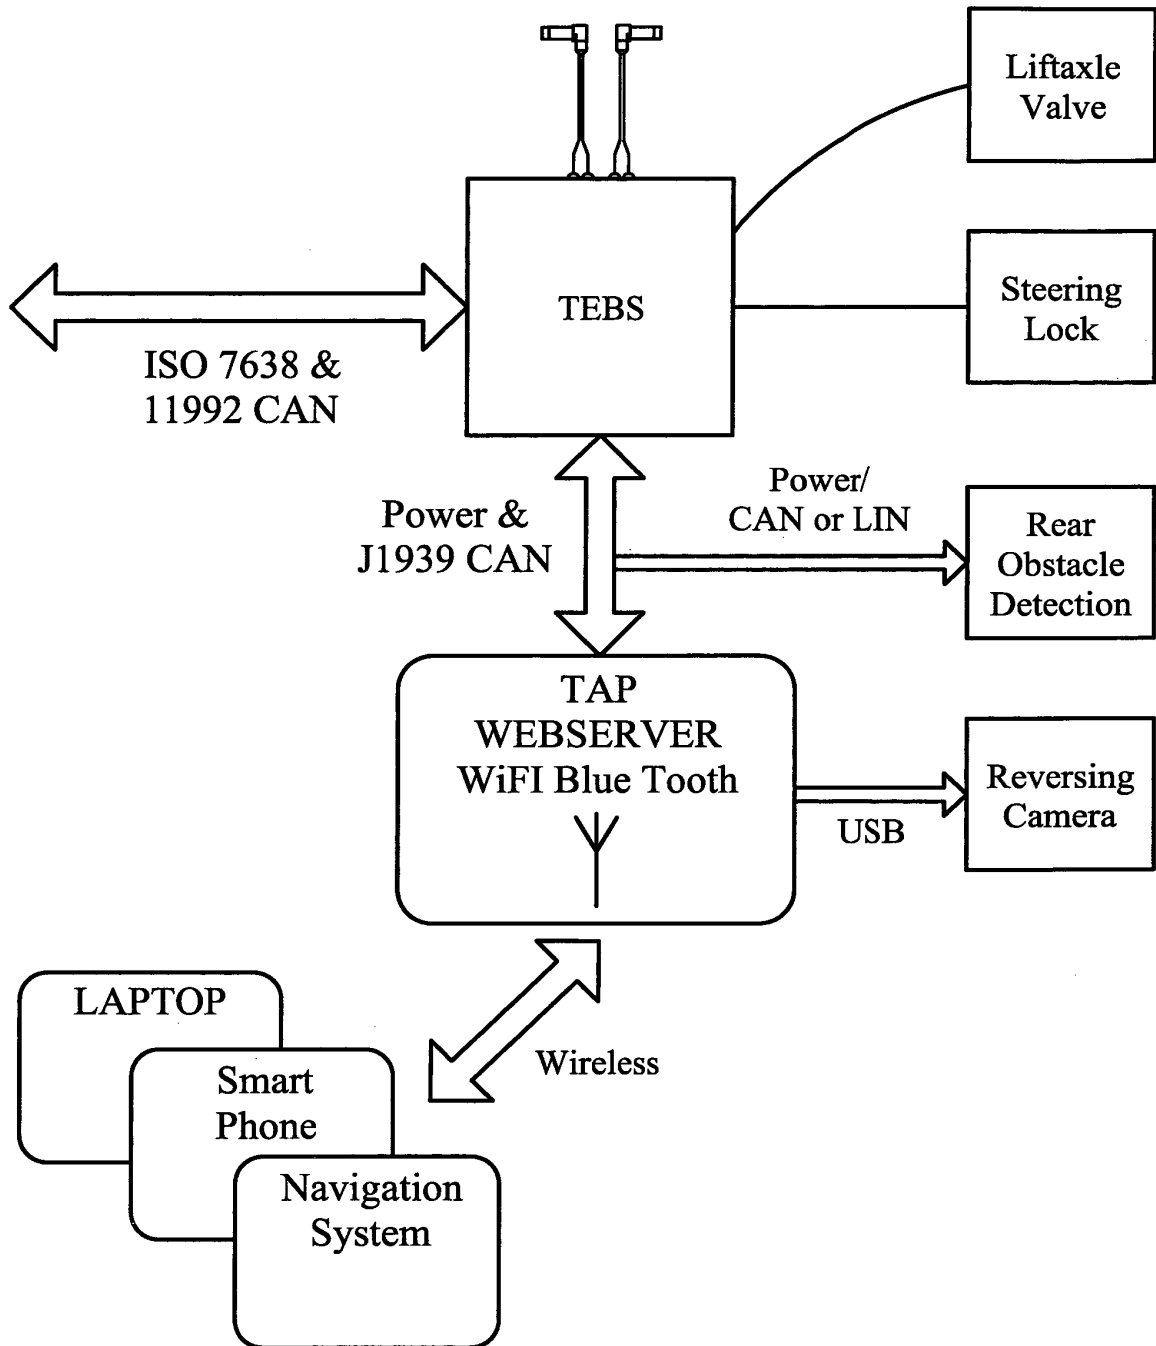 Liftaxle
Valve
TEBS
Steering
Lock
ISO 7638 &
11992 CAN
Power &
J1939 CAN
Power/
CAN or LIN
Rear
Obstacle
Detection
TAP
WEBSERVER
WiFI Blue Tooth
USB
Reversing
Camera
Wireless
LAPTOP
Smart
Phone
Navigation
System